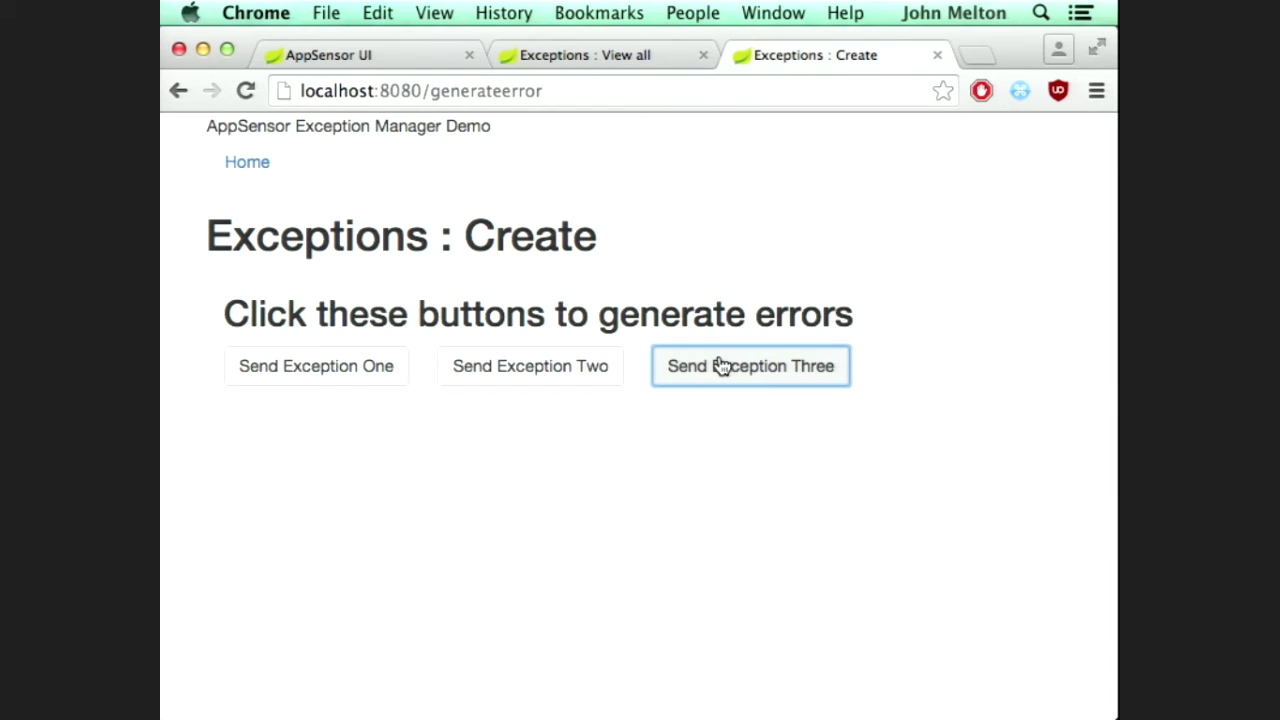 Chrome File Edit View History Bookmarks People Window Help John Melton
AppSensor UI Exceptions : View all Exceptions : Create
localhost:8080/generateerror
AppSensor Exception Manager Demo
Home
Exceptions : Create
Click these buttons to generate errors
Send Exception One Send Exception Two Send Exception Three